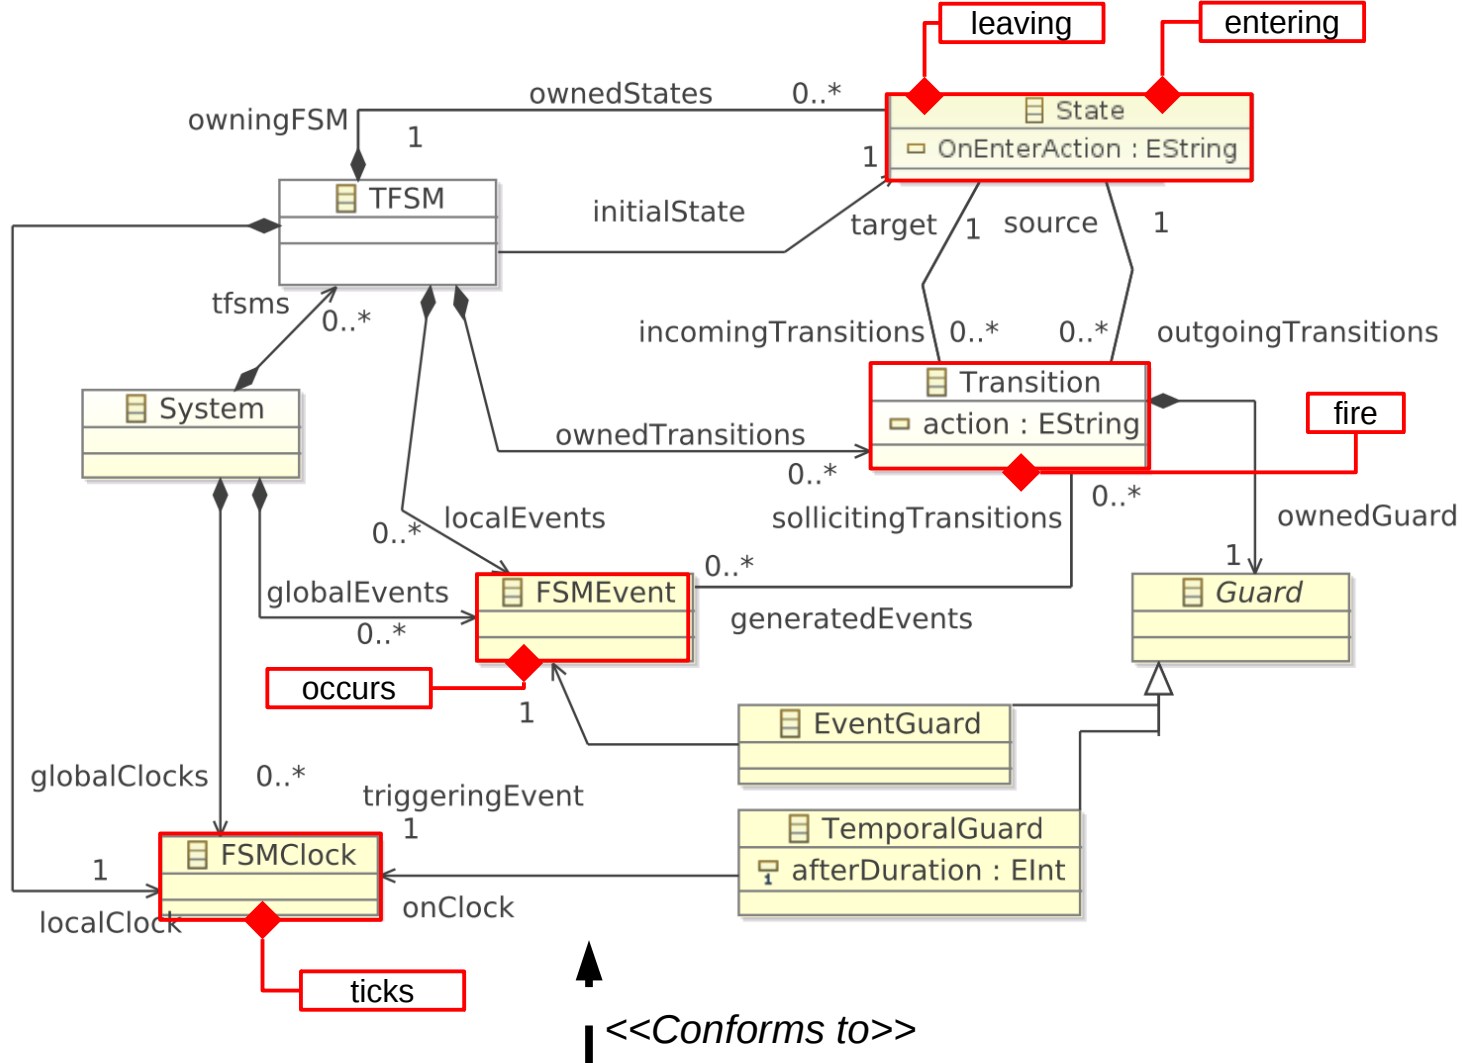 leaving
entering
ownedStates
0..*
owningFSM
1
State
OnEnterAction : EString
1
TFSM
initialState
target
1
source
1
tfsms
0..*
incomingTransitions
0..*
0..*
outgoingTransitions
System
Transition
action : EString
fire
ownedTransitions
0..*
0..*
localEvents
0..*
sollicitingTransitions
ownedGuard
1
0..*
globalEvents
0..*
FSMEvent
generatedEvents
Guard
occurs
1
EventGuard
globalClocks
0..*
triggeringEvent
1
TemporalGuard
afterDuration : EInt
1
FSMClock
1
localClock
onClock
ticks
<<Conforms to>>